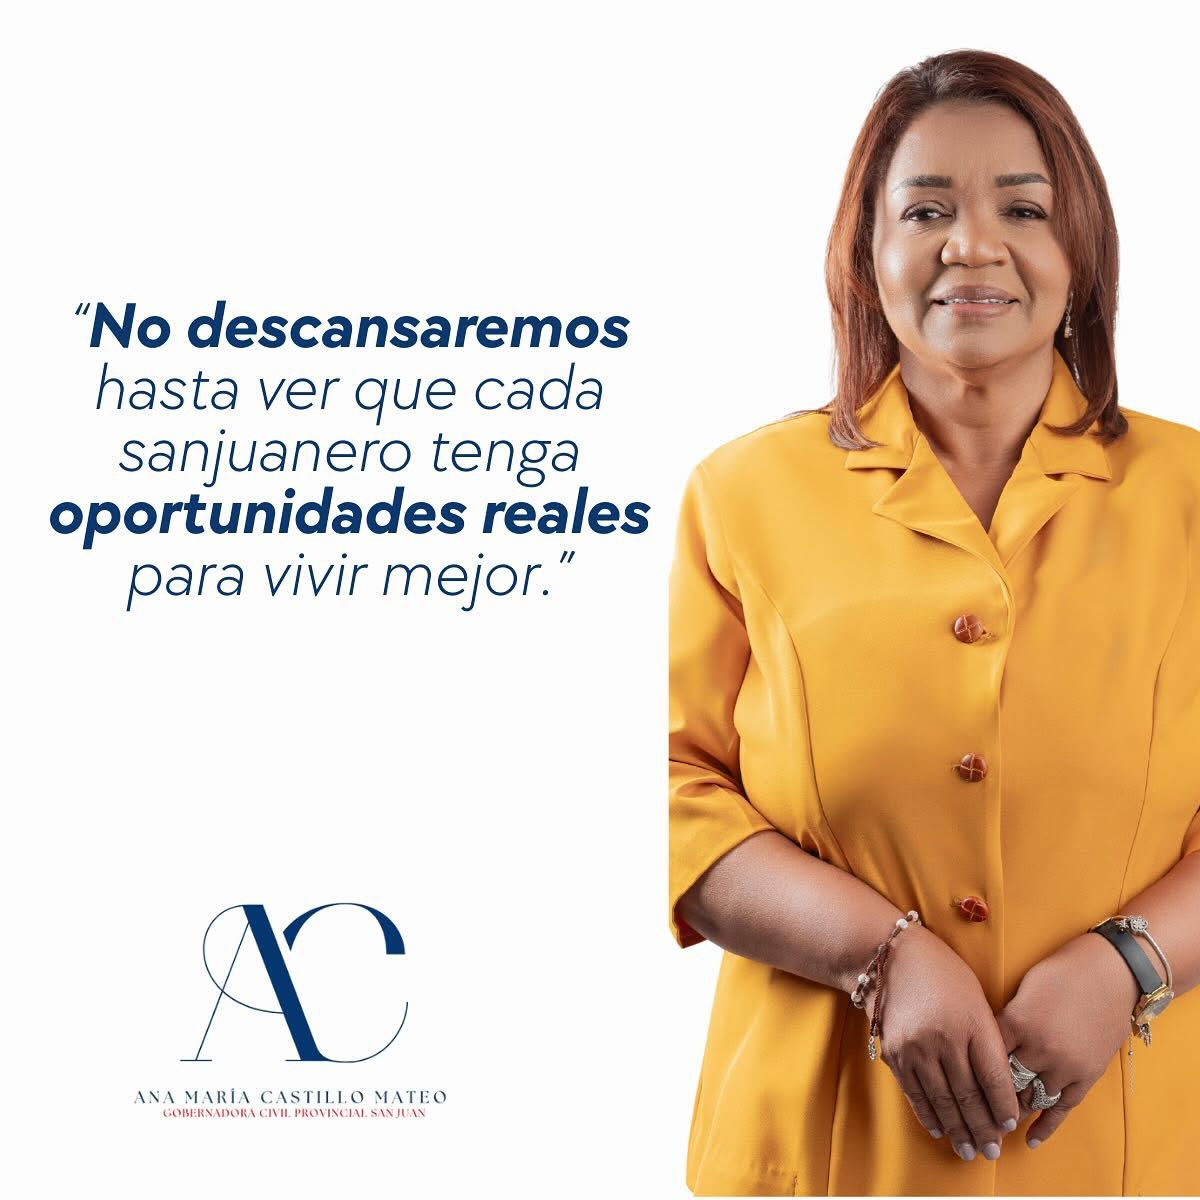 “No descansaremos
hasta ver que cada
sanjuanero tenga
oportunidades reales
para vivir mejor.”
AC
ANA MARÍA CASTILLO MATEO
GOBERNADORA CIVIL PROVINCIAL SAN JUAN